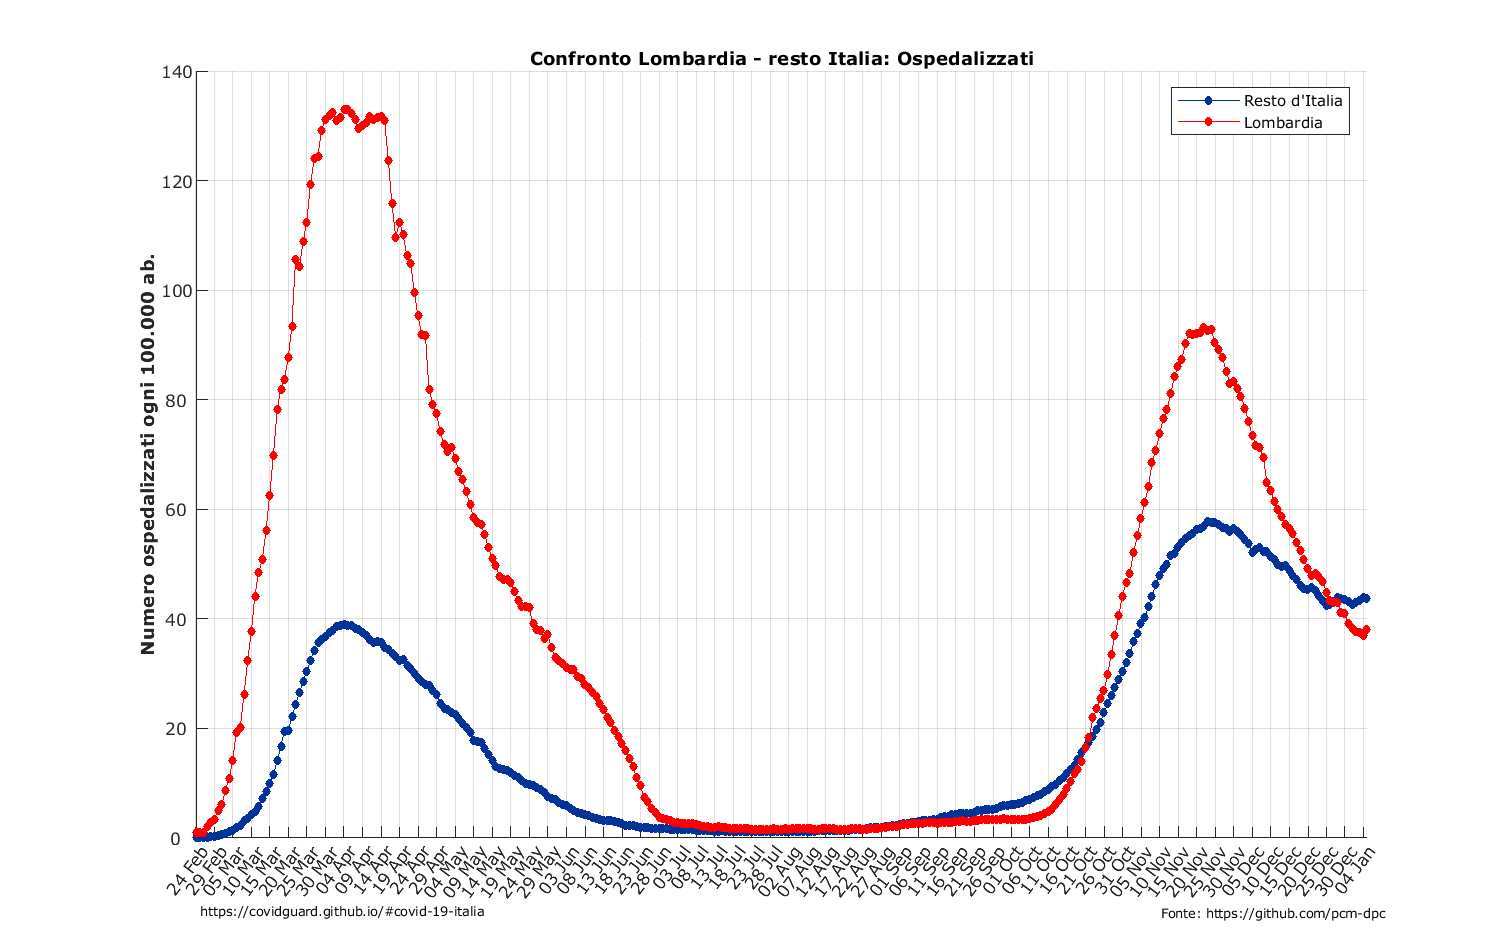 Confronto Lombardia - resto Italia: Ospedalizzati
Resto d'Italia
Lombardia
Numero ospedalizzati ogni 100.000 ab.
140
120
100
80
60
40
20
0
24 Feb
29 Feb
05 Mar
10 Mar
15 Mar
20 Mar
25 Mar
30 Mar
04 Apr
09 Apr
14 Apr
19 Apr
24 Apr
29 Apr
04 May
09 May
14 May
19 May
24 May
29 May
03 Jun
08 Jun
13 Jun
18 Jun
23 Jun
28 Jun
03 Jul
08 Jul
13 Jul
18 Jul
23 Jul
28 Jul
02 Aug
07 Aug
12 Aug
17 Aug
22 Aug
27 Aug
01 Sep
06 Sep
11 Sep
16 Sep
21 Sep
26 Sep
01 Oct
06 Oct
11 Oct
16 Oct
21 Oct
26 Oct
31 Oct
05 Nov
10 Nov
15 Nov
20 Nov
25 Nov
30 Nov
05 Dec
10 Dec
15 Dec
20 Dec
25 Dec
30 Dec
04 Jan
https://covidguard.github.io/#covid-19-italia
Fonte: https://github.com/pcm-dpc